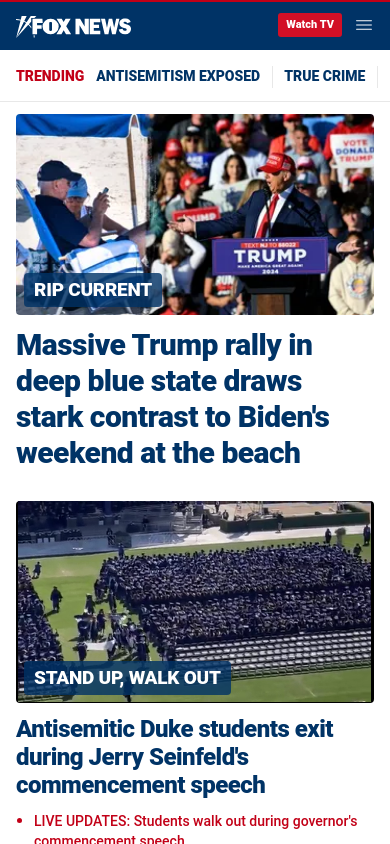 FOX NEWS
Watch TV
TRENDING ANTISEMITISM EXPOSED TRUE CRIME
VOTE
DONALD
TRUMP
TRUMP
TEXT NJ TO 88022
TRUMP
MAKE AMERICA GREAT AGAIN!
2024
RIP CURRENT
Massive Trump rally in
deep blue state draws
stark contrast to Biden's
weekend at the beach
STAND UP, WALK OUT
Antisemitic Duke students exit
during Jerry Seinfeld's
commencement speech
• LIVE UPDATES: Students walk out during governor's
commencement speech